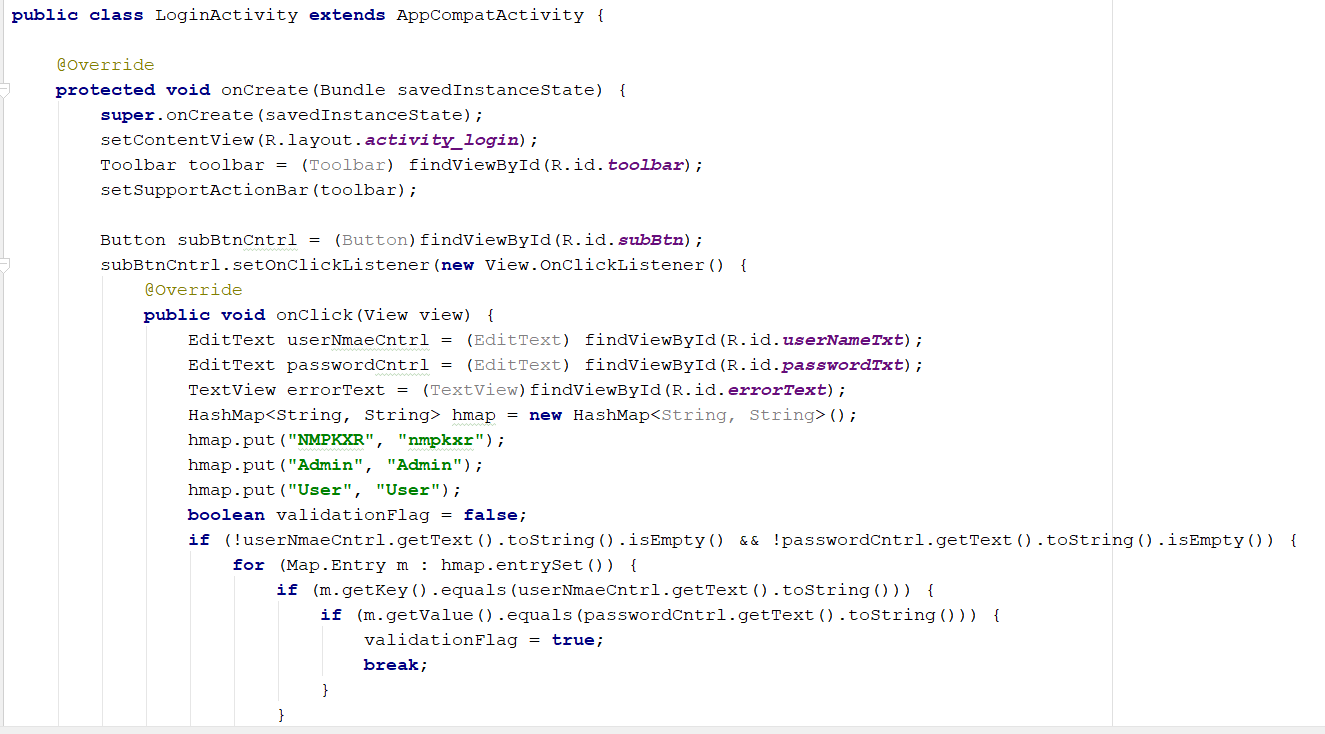 public class LoginActivity extends AppCompatActivity {
@Override
protected void onCreate(Bundle savedInstanceState) {
super.onCreate(savedInstanceState);
setContentView(R.layout.activity_login);
Toolbar toolbar = (Toolbar) findViewById(R.id.toolbar);
setSupportActionBar(toolbar);
Button subBtnCntrl = (Button)findViewById(R.id.subBtn);
subBtnCntrl.setOnClickListener(new View.OnClickListener() {
@Override
public void onClick(View view) {
EditText userNmaeCntrl = (EditText) findViewById(R.id.userNameTxt);
EditText passwordCntrl = (EditText) findViewById(R.id.passwordTxt);
TextView errorText = (TextView)findViewById(R.id.errorText);
HashMap<String, String> hmap = new HashMap<String, String>();
hmap.put("NMPKXR", "nmpkxr");
hmap.put("Admin", "Admin");
hmap.put("User", "User");
boolean validationFlag = false;
if (!userNmaeCntrl.getText().toString().isEmpty() && !passwordCntrl.getText().toString().isEmpty()) {
for (Map.Entry m : hmap.entrySet()) {
if (m.getKey().equals(userNmaeCntrl.getText().toString())) {
if (m.getValue().equals(passwordCntrl.getText().toString())) {
validationFlag = true;
break;
}
}